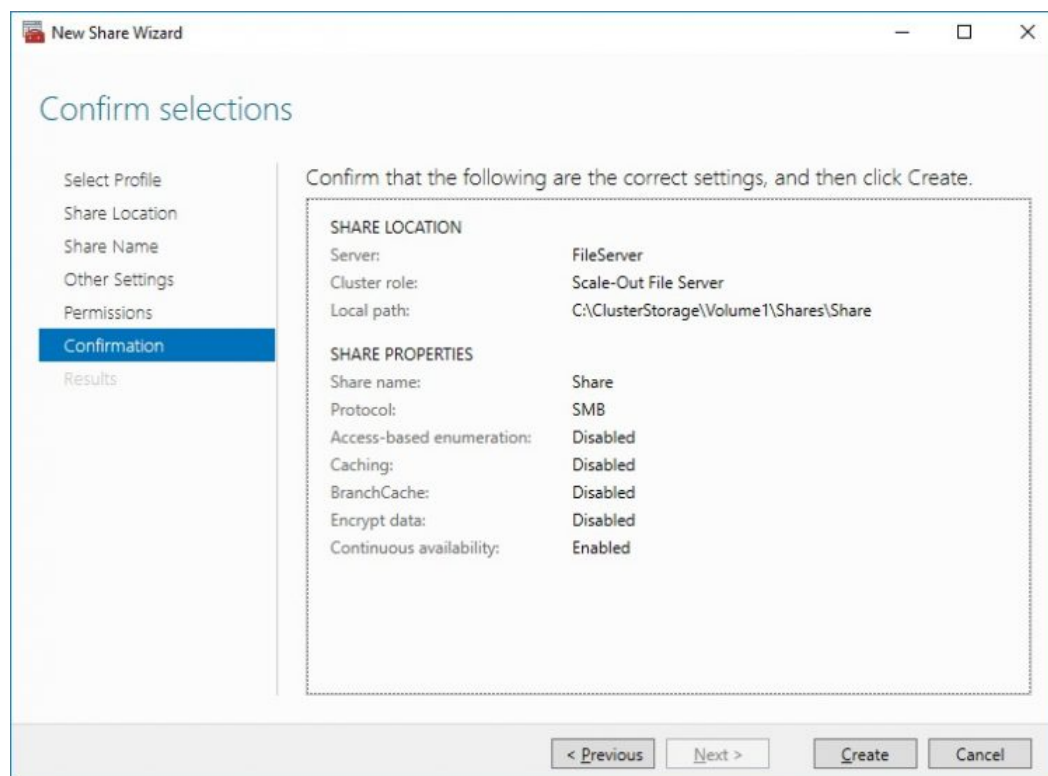 New Share Wizard
Confirm selections
Select Profile
Share Location
Share Name
Other Settings
Permissions
Confirmation
Results
Confirm that the following are the correct settings, and then click Create.
SHARE LOCATION
Server: FileServer
Cluster role: Scale-Out File Server
Local path: C:\ClusterStorage\Volume1\Shares\Share
SHARE PROPERTIES
Share name: Share
Protocol: SMB
Access-based enumeration: Disabled
Caching: Disabled
BranchCache: Disabled
Encrypt data: Disabled
Continuous availability: Enabled
< Previous Next > Create Cancel